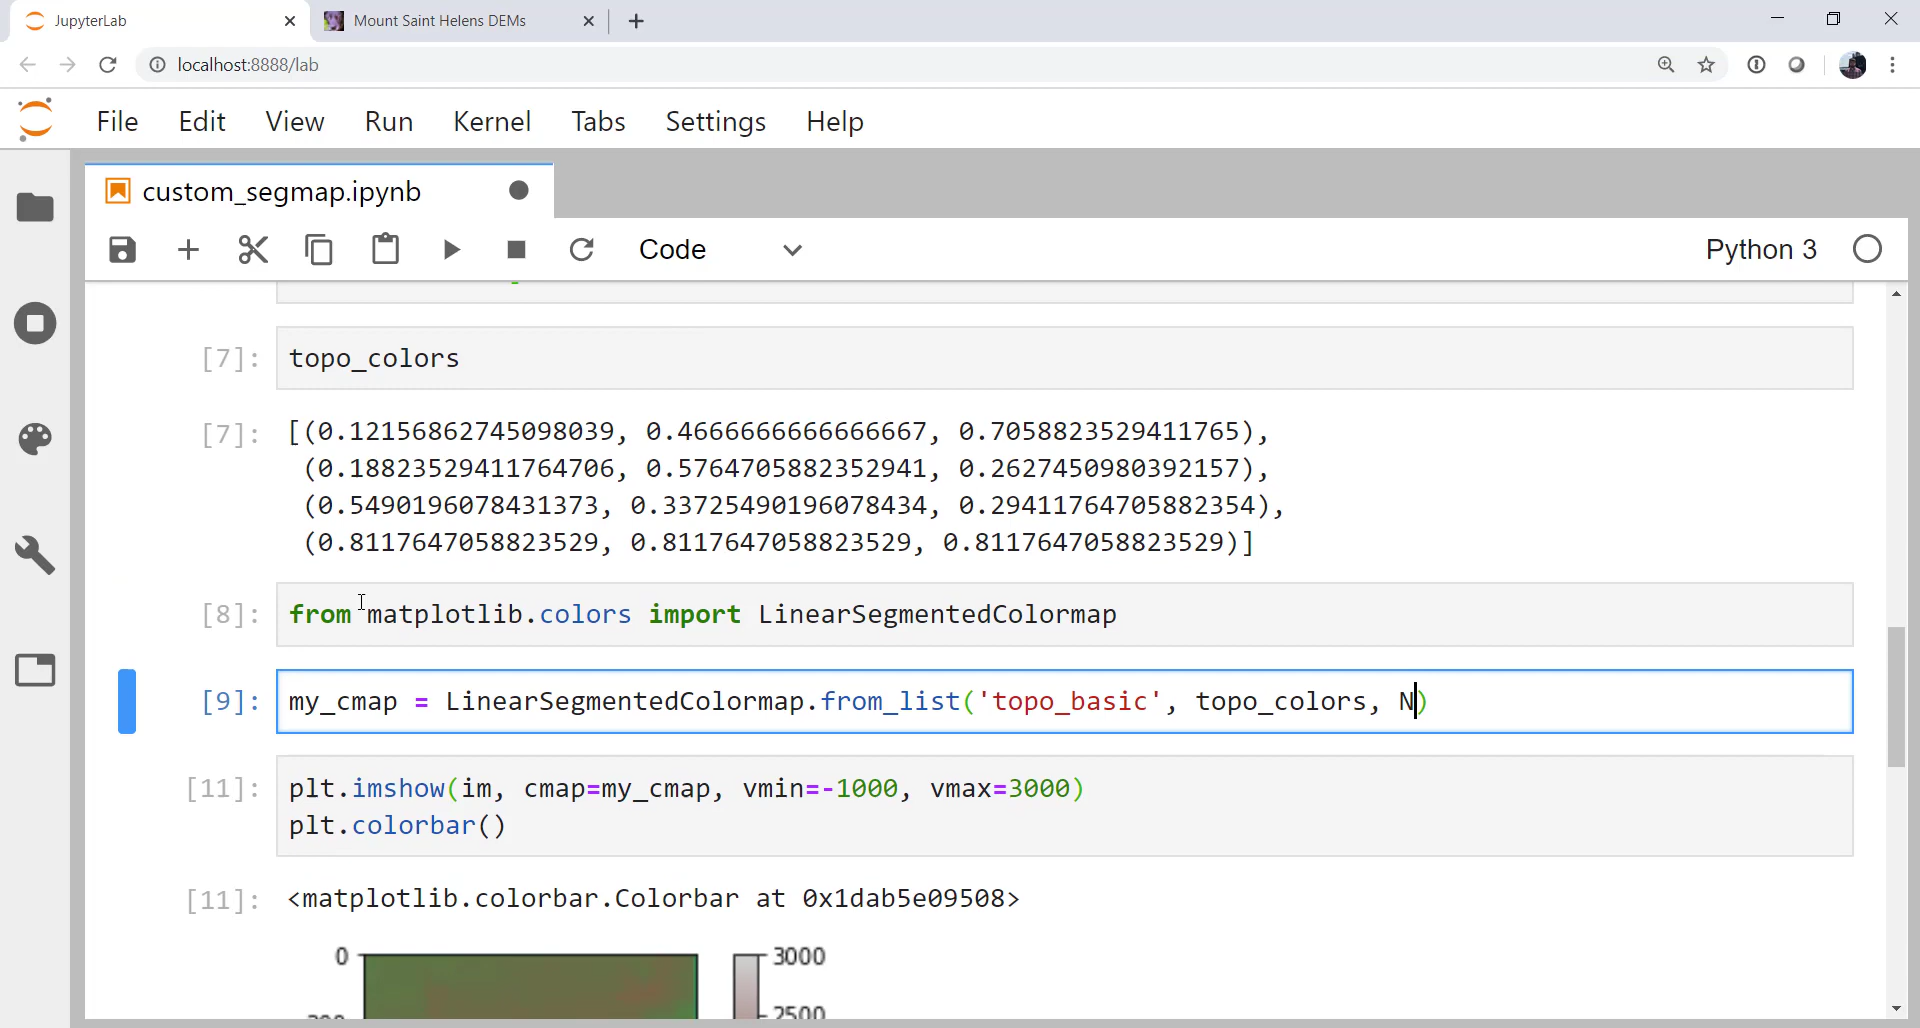 JupyterLab
Mount Saint Helens DEMs
localhost:8888/lab
File Edit View Run Kernel Tabs Settings Help
custom_segmap.ipynb
Code
Python 3
[7]: topo_colors
[7]: [(0.12156862745098039, 0.4666666666666667, 0.7058823529411765),
(0.18823529411764706, 0.5764705882352941, 0.2627450980392157),
(0.5490196078431373, 0.33725490196078434, 0.29411764705882354),
(0.8117647058823529, 0.8117647058823529, 0.8117647058823529)]
[8]: from matplotlib.colors import LinearSegmentedColormap
[9]: my_cmap = LinearSegmentedColormap.from_list('topo_basic', topo_colors, N)
[11]: plt.imshow(im, cmap=my_cmap, vmin=-1000, vmax=3000)
plt.colorbar()
[11]: <matplotlib.colorbar.Colorbar at 0x1dab5e09508>
0 3000
2500